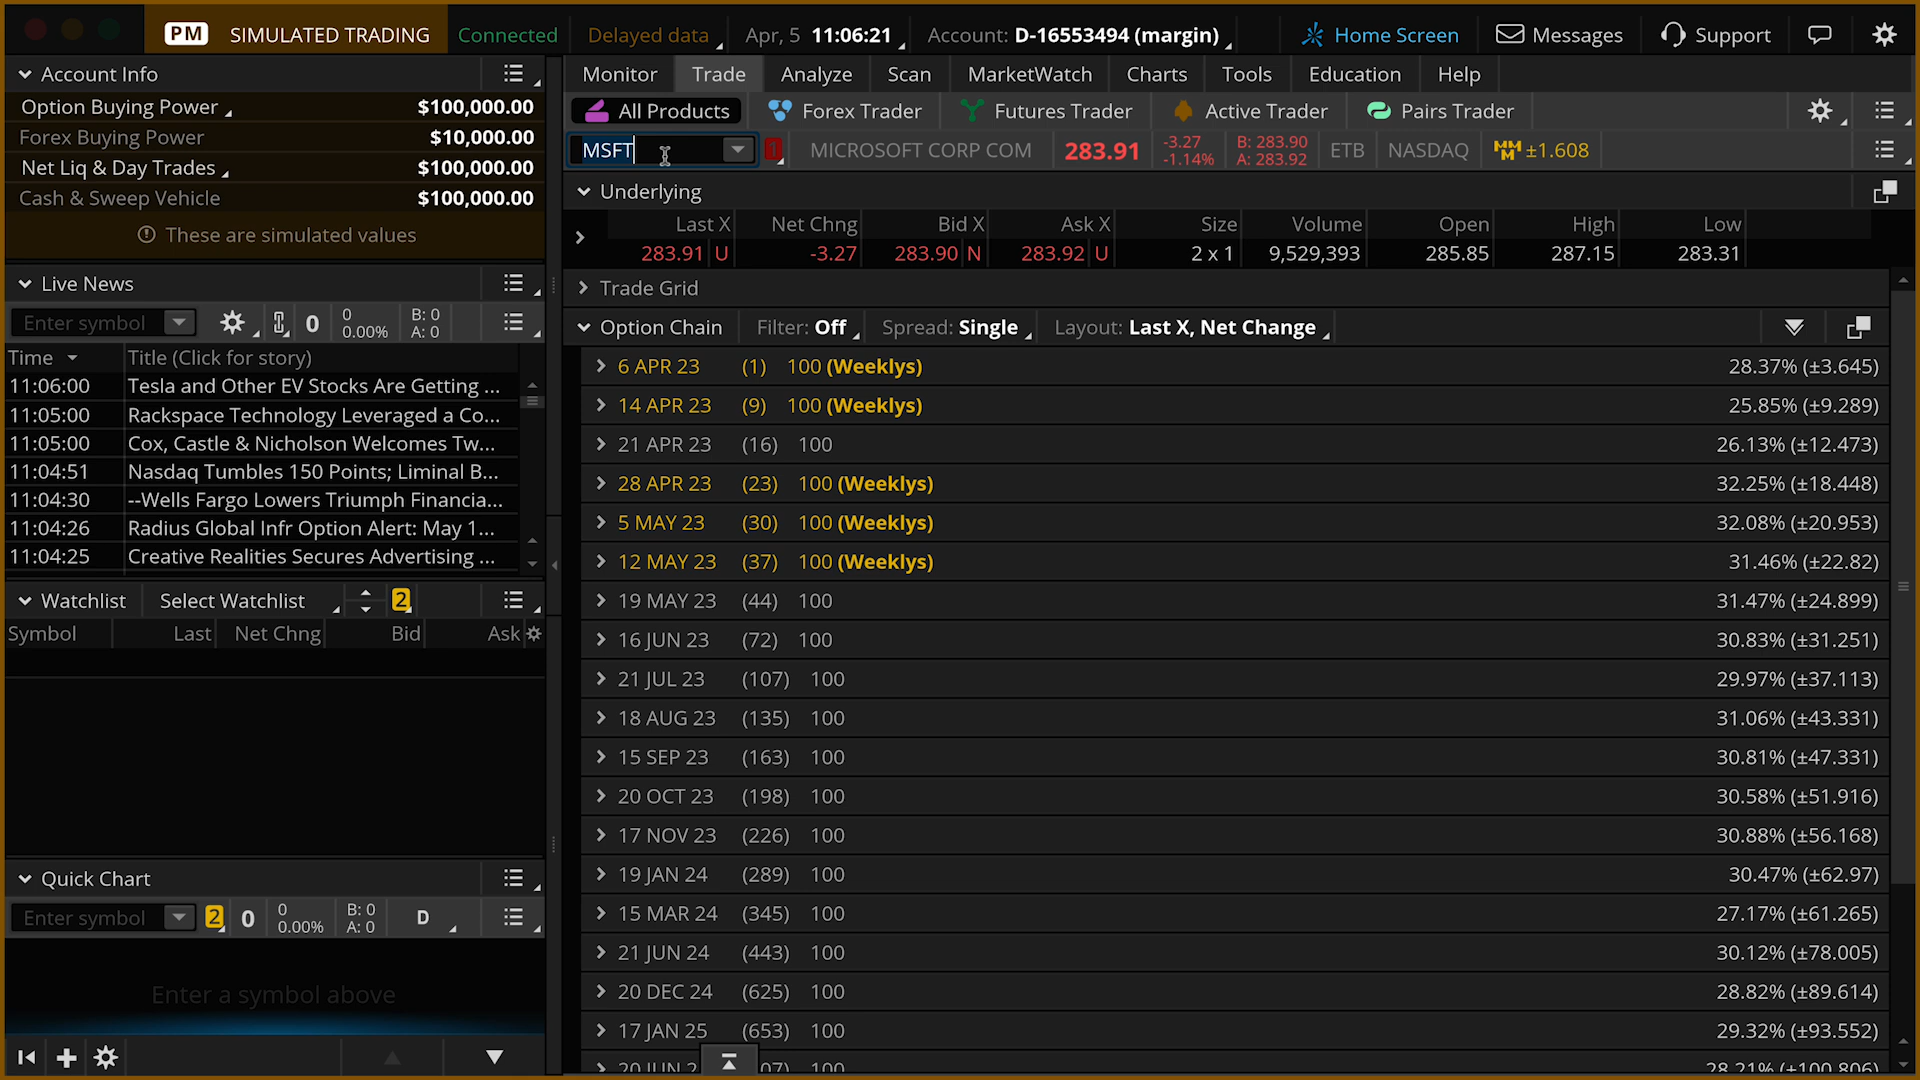 PM SIMULATED TRADING Connected Delayed data Apr, 5 11:06:21 Account: D-16553494 (margin) Home Screen Messages Support
Account Info
Option Buying Power $100,000.00
Forex Buying Power $10,000.00
Net Liq & Day Trades $100,000.00
Cash & Sweep Vehicle $100,000.00
These are simulated values
Live News
Enter symbol 0 0 0.00% B: 0 A: 0
Time Title (Click for story)
11:06:00 Tesla and Other EV Stocks Are Getting ...
11:05:00 Rackspace Technology Leveraged a Co...
11:05:00 Cox, Castle & Nicholson Welcomes Tw...
11:04:51 Nasdaq Tumbles 150 Points; Liminal B...
11:04:30 --Wells Fargo Lowers Triumph Financia...
11:04:26 Radius Global Infr Option Alert: May 1...
11:04:25 Creative Realities Secures Advertising ...
Watchlist Select Watchlist 2
Symbol Last Net Chng Bid Ask
Quick Chart
Enter symbol 2 0 0 0.00% B: 0 A: 0 D
Enter a symbol above
Monitor Trade Analyze Scan MarketWatch Charts Tools Education Help
All Products Forex Trader Futures Trader Active Trader Pairs Trader
MSFT 1 MICROSOFT CORP COM 283.91 -3.27 -1.14% B: 283.90 A: 283.92 ETB NASDAQ ±1.608
Underlying
Last X Net Chng Bid X Ask X Size Volume Open High Low
283.91 U -3.27 283.90 N 283.92 U 2 x 1 9,529,393 285.85 287.15 283.31
Trade Grid
Option Chain Filter: Off Spread: Single Layout: Last X, Net Change
6 APR 23 (1) 100 (Weeklys) 28.37% (±3.645)
14 APR 23 (9) 100 (Weeklys) 25.85% (±9.289)
21 APR 23 (16) 100 26.13% (±12.473)
28 APR 23 (23) 100 (Weeklys) 32.25% (±18.448)
5 MAY 23 (30) 100 (Weeklys) 32.08% (±20.953)
12 MAY 23 (37) 100 (Weeklys) 31.46% (±22.82)
19 MAY 23 (44) 100 31.47% (±24.899)
16 JUN 23 (72) 100 30.83% (±31.251)
21 JUL 23 (107) 100 29.97% (±37.113)
18 AUG 23 (135) 100 31.06% (±43.331)
15 SEP 23 (163) 100 30.81% (±47.331)
20 OCT 23 (198) 100 30.58% (±51.916)
17 NOV 23 (226) 100 30.88% (±56.168)
19 JAN 24 (289) 100 30.47% (±62.97)
15 MAR 24 (345) 100 27.17% (±61.265)
21 JUN 24 (443) 100 30.12% (±78.005)
20 DEC 24 (625) 100 28.82% (±89.614)
17 JAN 25 (653) 100 29.32% (±93.552)
20 JUN 100 28.21% (±100.806)